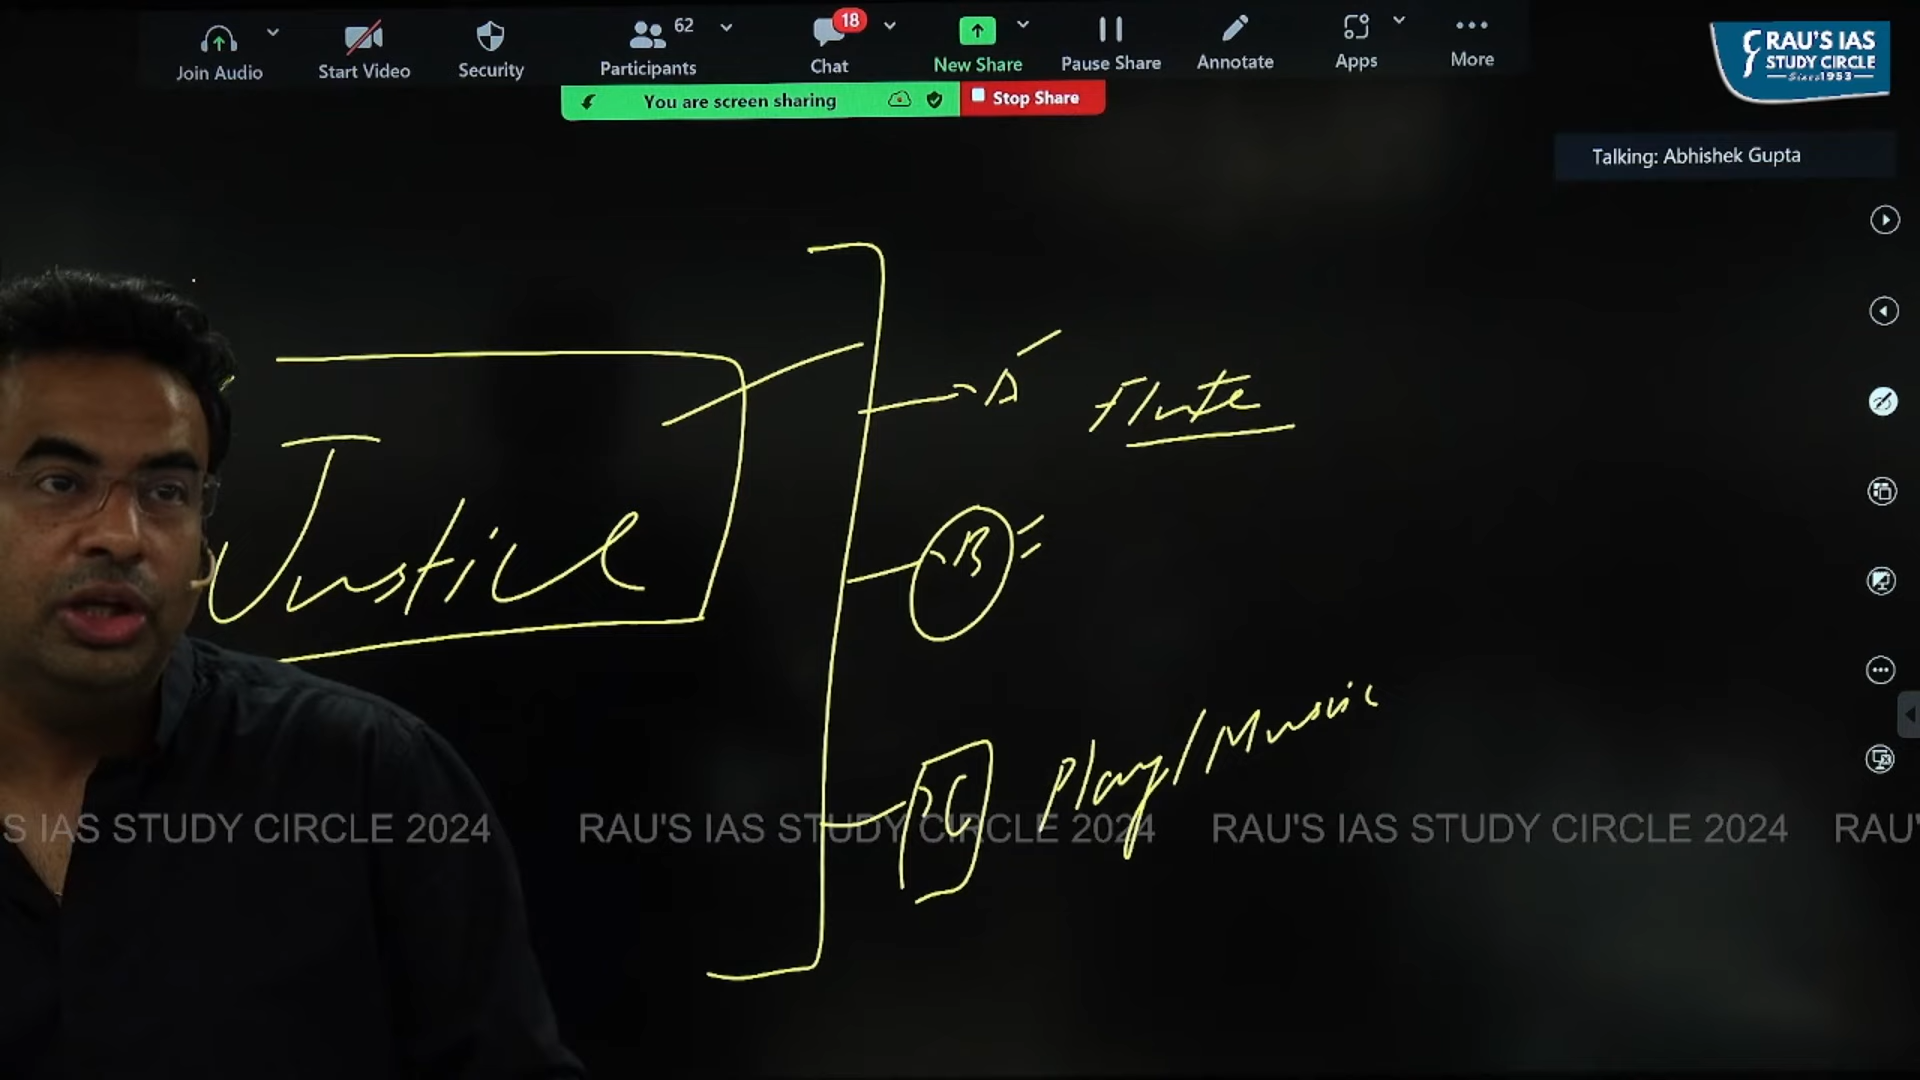 Join Audio
Start Video
Security
62
Participants
18
Chat
New Share
Pause Share
Annotate
Apps
More
You are screen sharing
Stop Share
RAU'S IAS
STUDY CIRCLE
Since 1953
Talking: Abhishek Gupta
A Flute
Justice
B
C Play/Music
S IAS STUDY CIRCLE 2024 RAU'S IAS STUDY CIRCLE 2024 RAU'S IAS STUDY CIRCLE 2024 RAU'